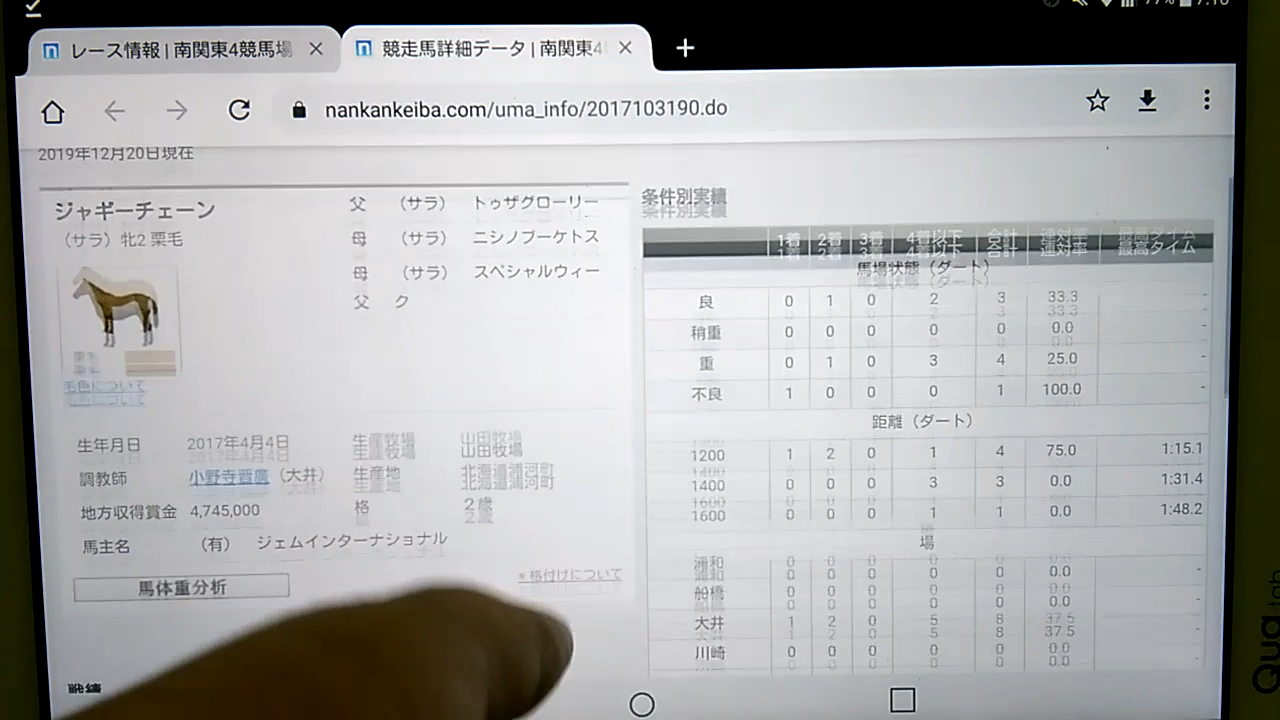 レース情報 | 南関東4競馬場
競走馬詳細データ | 南関東4
nankankeiba.com/uma_info/2017103190.do
2019年12月20日現在
ジャギーチェーン
（サラ）牝2 栗毛
父 （サラ） トゥザグローリー
母 （サラ） ニシノブーケトス
母 （サラ） スペシャルウィー
父 ク
栗毛
毛色について
生年月日 2017年4月4日 生産牧場 山田牧場
調教師 小野寺晋廣（大井） 生産地 北海道浦河町
地方収得賞金 4,745,000 格 2歳
馬主名 （有） ジェムインターナショナル
馬体重分析
※格付けについて
戦績
条件別実績
1着 2着 3着 4着以下 合計 連対率 最高タイム
馬場状態（ダート）
良 0 1 0 2 3 33.3 -
稍重 0 0 0 0 0 0.0
重 0 1 0 3 4 25.0 -
不良 1 0 0 0 1 100.0 -
距離（ダート）
1200 1 2 0 1 4 75.0 1:15.1
1400 0 0 0 3 3 0.0 1:31.4
1600 0 0 0 1 1 0.0 1:48.2
場
浦和 0 0 0 0 0 0.0
船橋 0 0 0 0 0 0.0
大井 1 2 0 5 8 37.5 -
川崎 0 0 0 0 0 0.0 -
Qua tab